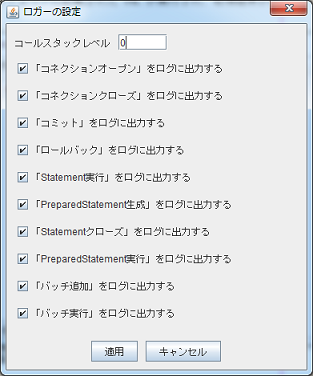 ロガーの設定
コールスタックレベル 0
「コネクションオープン」をログに出力する
「コネクションクローズ」をログに出力する
「コミット」をログに出力する
「ロールバック」をログに出力する
「Statement実行」をログに出力する
「PreparedStatement生成」をログに出力する
「Statementクローズ」をログに出力する
「PreparedStatement実行」をログに出力する
「バッチ追加」をログに出力する
「バッチ実行」をログに出力する
適用 キャンセル